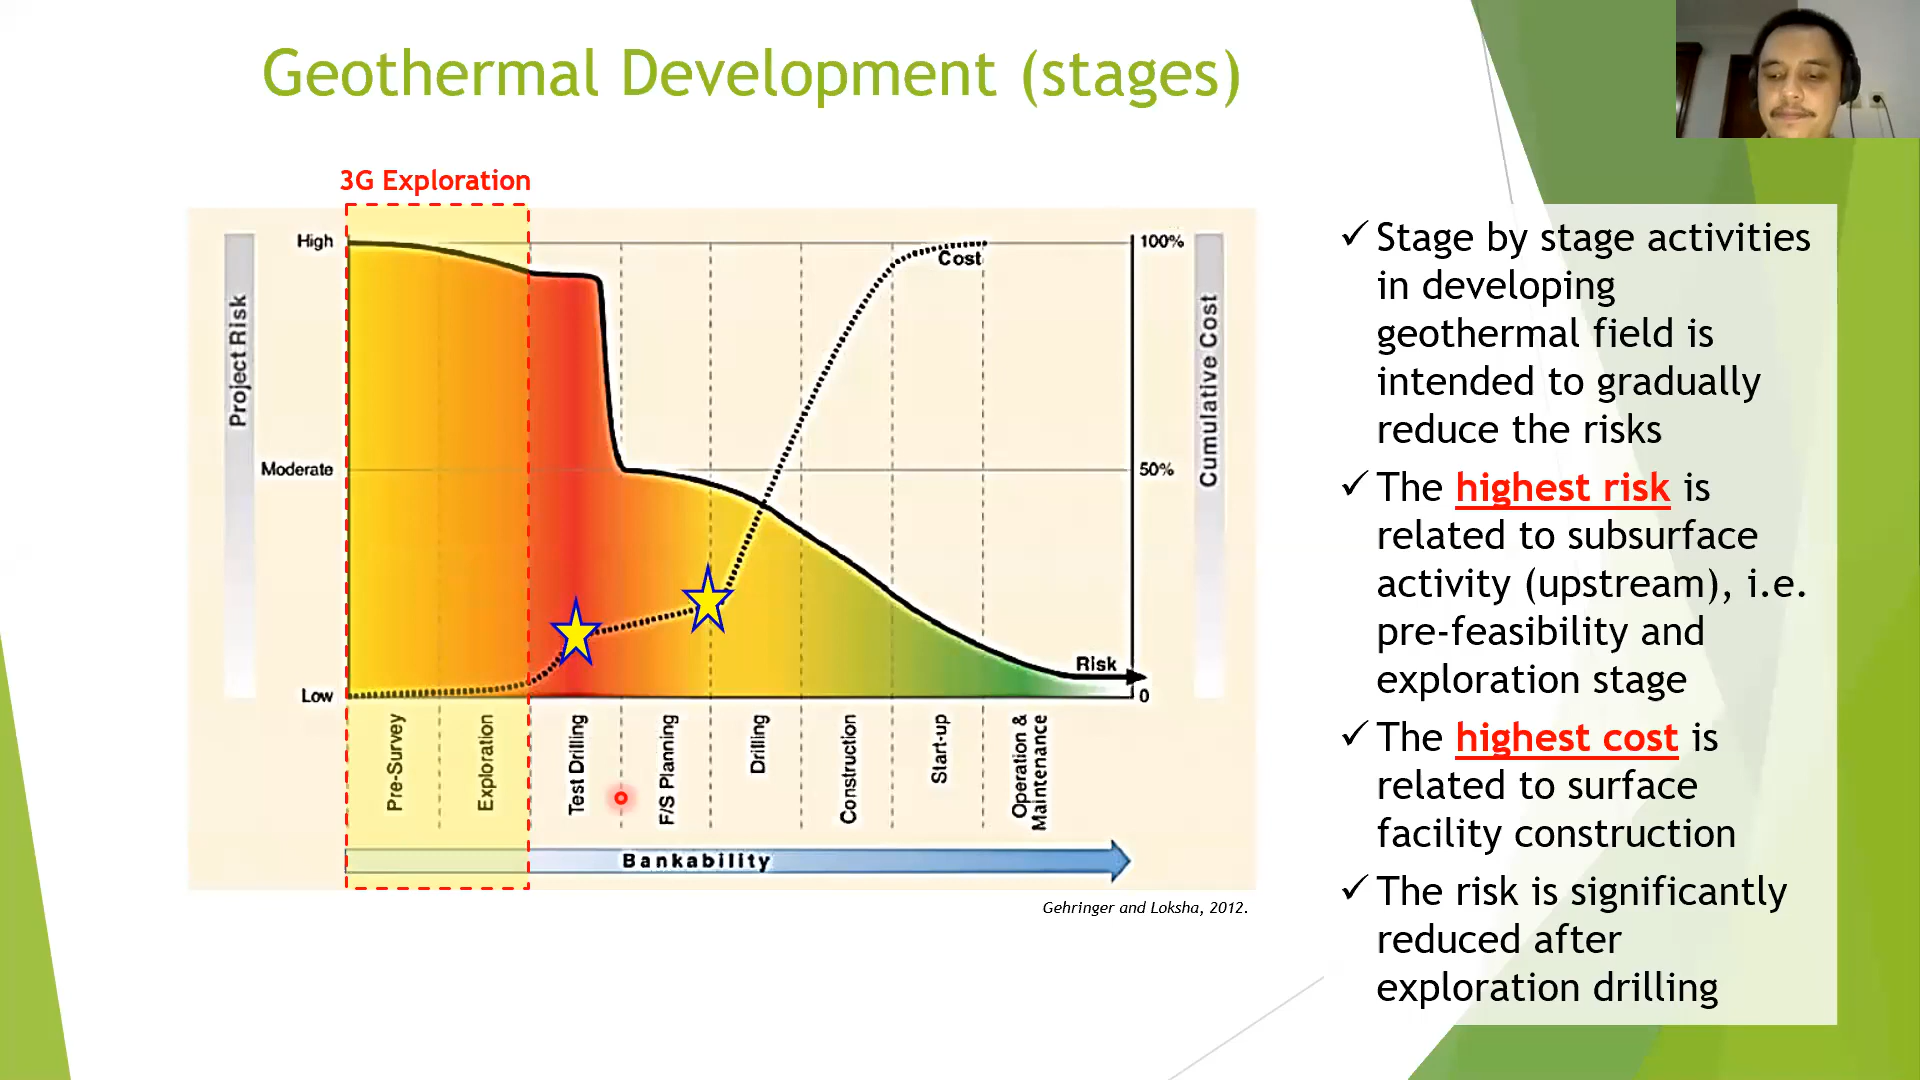 Geothermal Development (stages)
3G Exploration
High
Moderate
Low
Project Risk
100%
50%
0
Cumulative Cost
Cost
Risk
Pre-Survey
Exploration
Test Drilling
F/S Planning
Drilling
Construction
Start-up
Operation &
Maintenance
Bankability
Gehringer and Loksha, 2012.
✓ Stage by stage activities
in developing
geothermal field is
intended to gradually
reduce the risks
✓ The highest risk is
related to subsurface
activity (upstream), i.e.
pre-feasibility and
exploration stage
✓ The highest cost is
related to surface
facility construction
✓ The risk is significantly
reduced after
exploration drilling